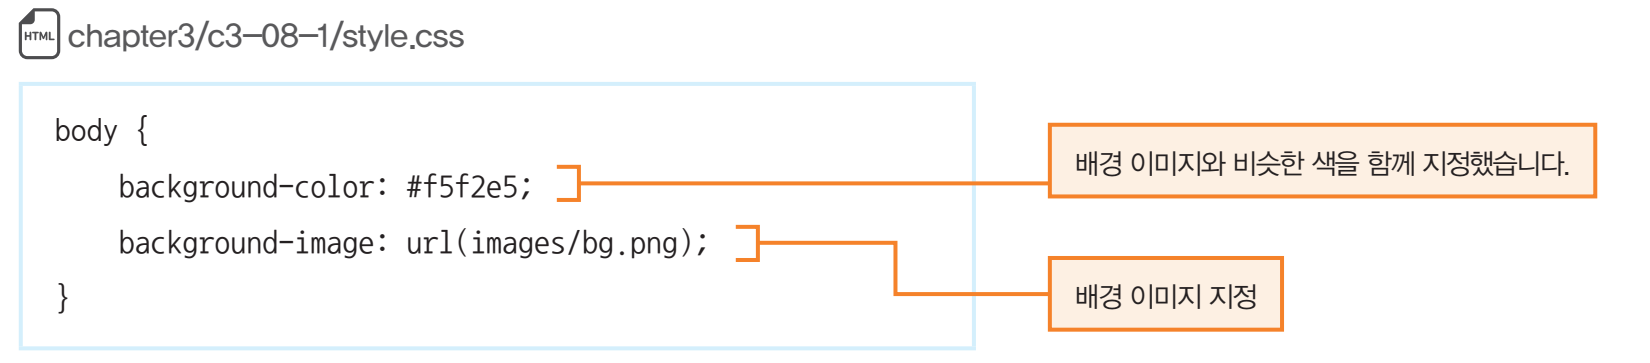 HTML chapter3/c3-08-1/style.css
body {
background-color: #f5f2e5;
배경 이미지와 비슷한 색을 함께 지정했습니다.
background-image: url(images/bg.png);
배경 이미지 지정
}